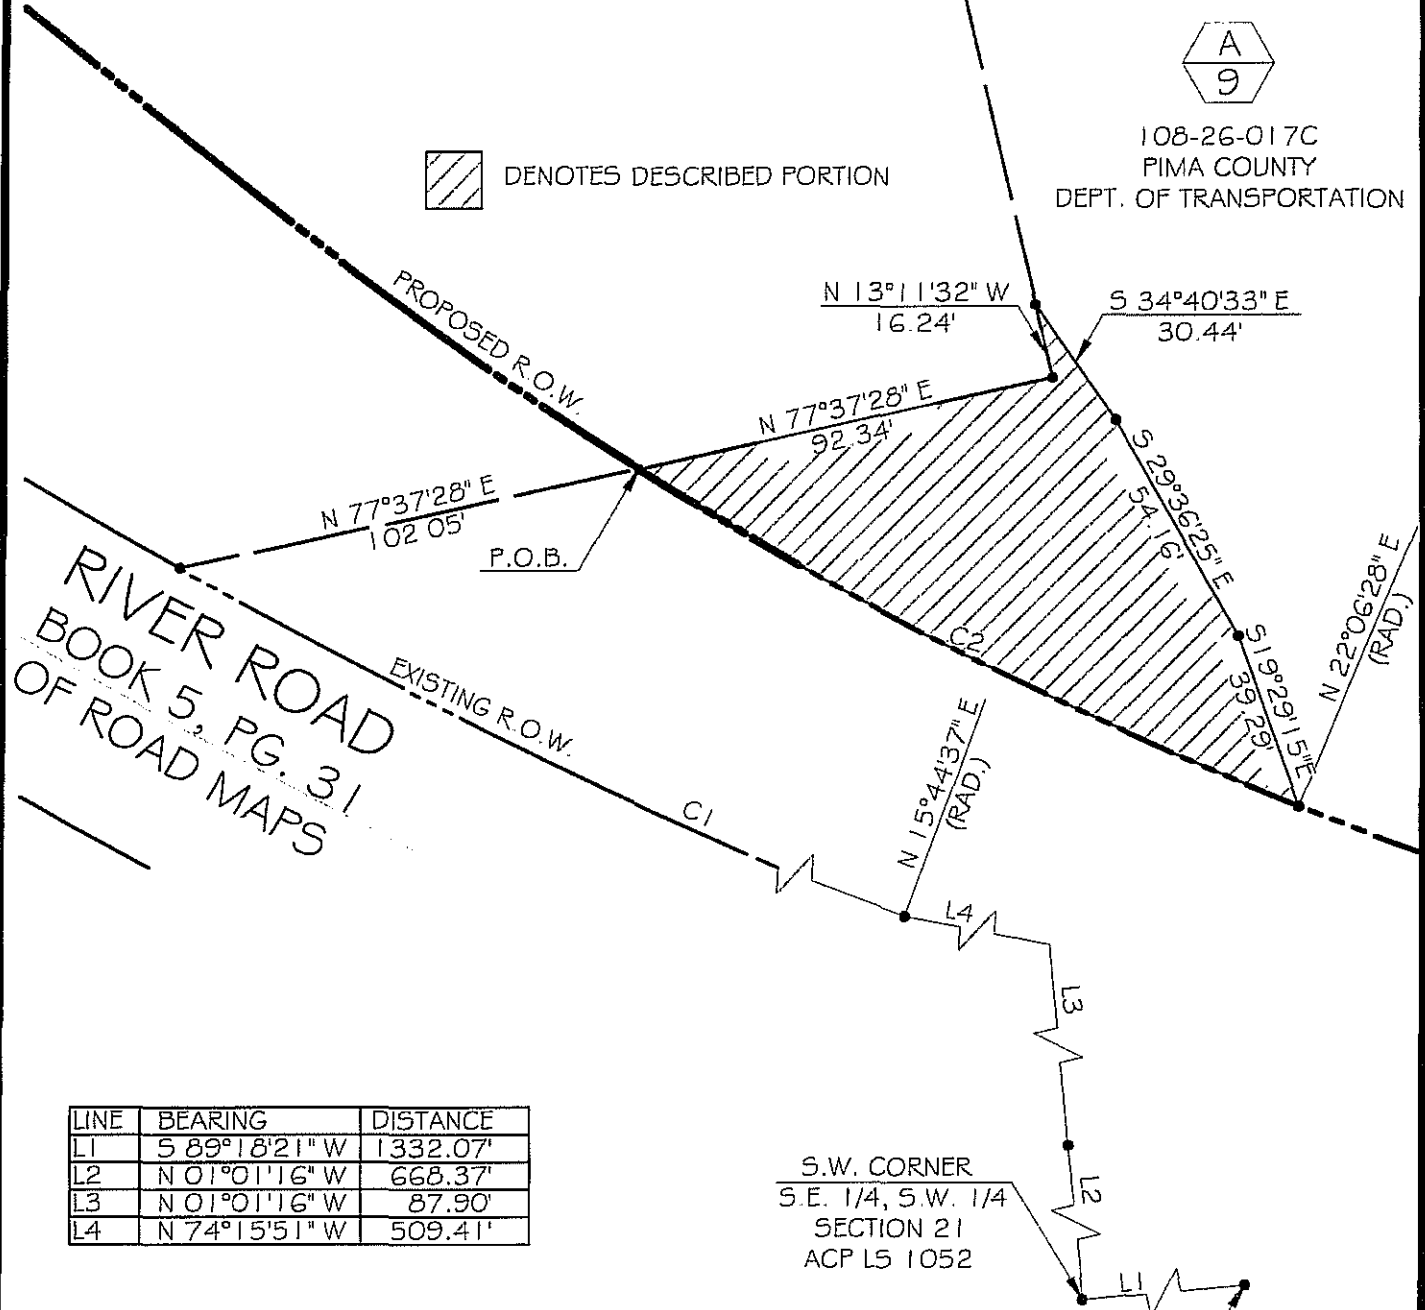 A
9
108-26-017C
PIMA COUNTY
DEPT. OF TRANSPORTATION
DENOTES DESCRIBED PORTION
PROPOSED R.O.W.
N 13°11'32" W
16.24'
S 34°40'33" E
30.44'
N 77°37'28" E
92.34'
N 77°37'28" E
102 05'
P.O.B.
S 29°36'25" E
54.16'
S19°29'15"E
39.29'
N 22°06'28" E
(RAD.)
C2
RIVER ROAD
BOOK 5, PG. 31
OF ROAD MAPS
EXISTING R.O.W.
C1
N 15°44'37" E
(RAD.)
L4
L3
LINE BEARING DISTANCE
L1 S 89°18'21" W 1332.07'
L2 N 01°01'16" W 668.37'
L3 N 01°01'16" W 87.90'
L4 N 74°15'51" W 509.41'
S.W. CORNER
S.E. 1/4, S.W. 1/4
SECTION 21
ACP LS 1052
L2
L1